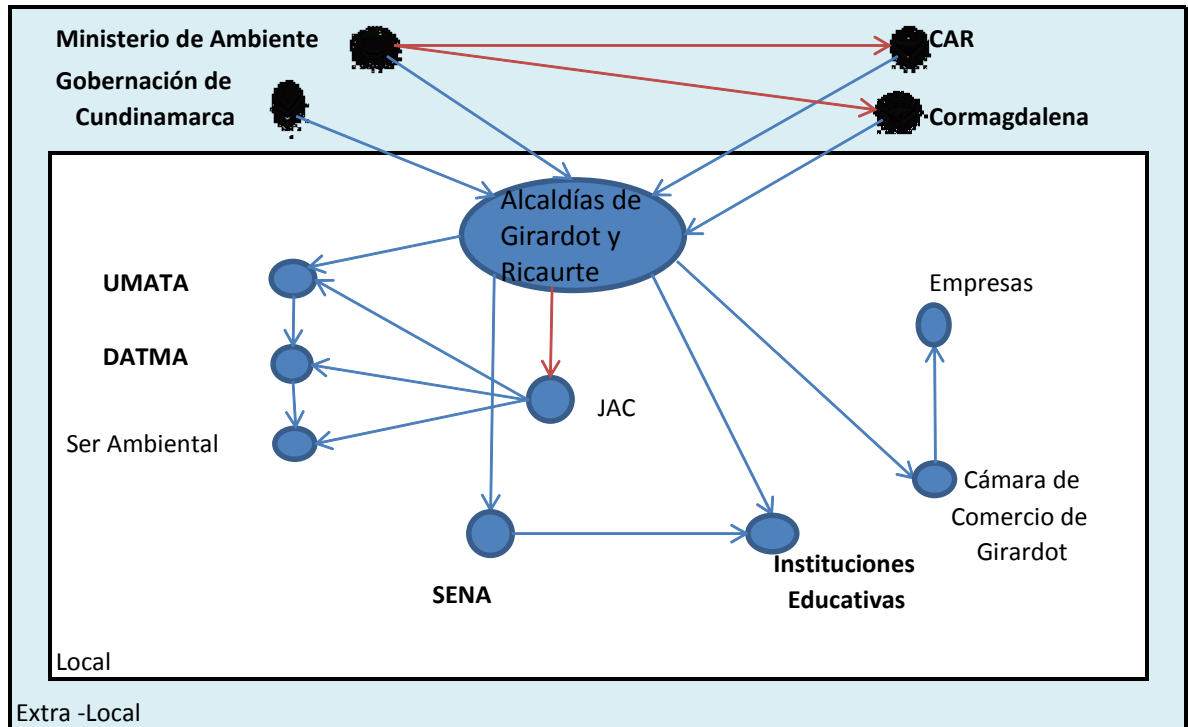 Ministerio de Ambiente
CAR
Gobernación de
Cundinamarca
Cormagdalena
Alcaldías de
Girardot y
Ricaurte
UMATA
Empresas
DATMA
JAC
Ser Ambiental
Cámara de
Comercio de
Girardot
Instituciones
Educativas
SENA
Local
Extra -Local